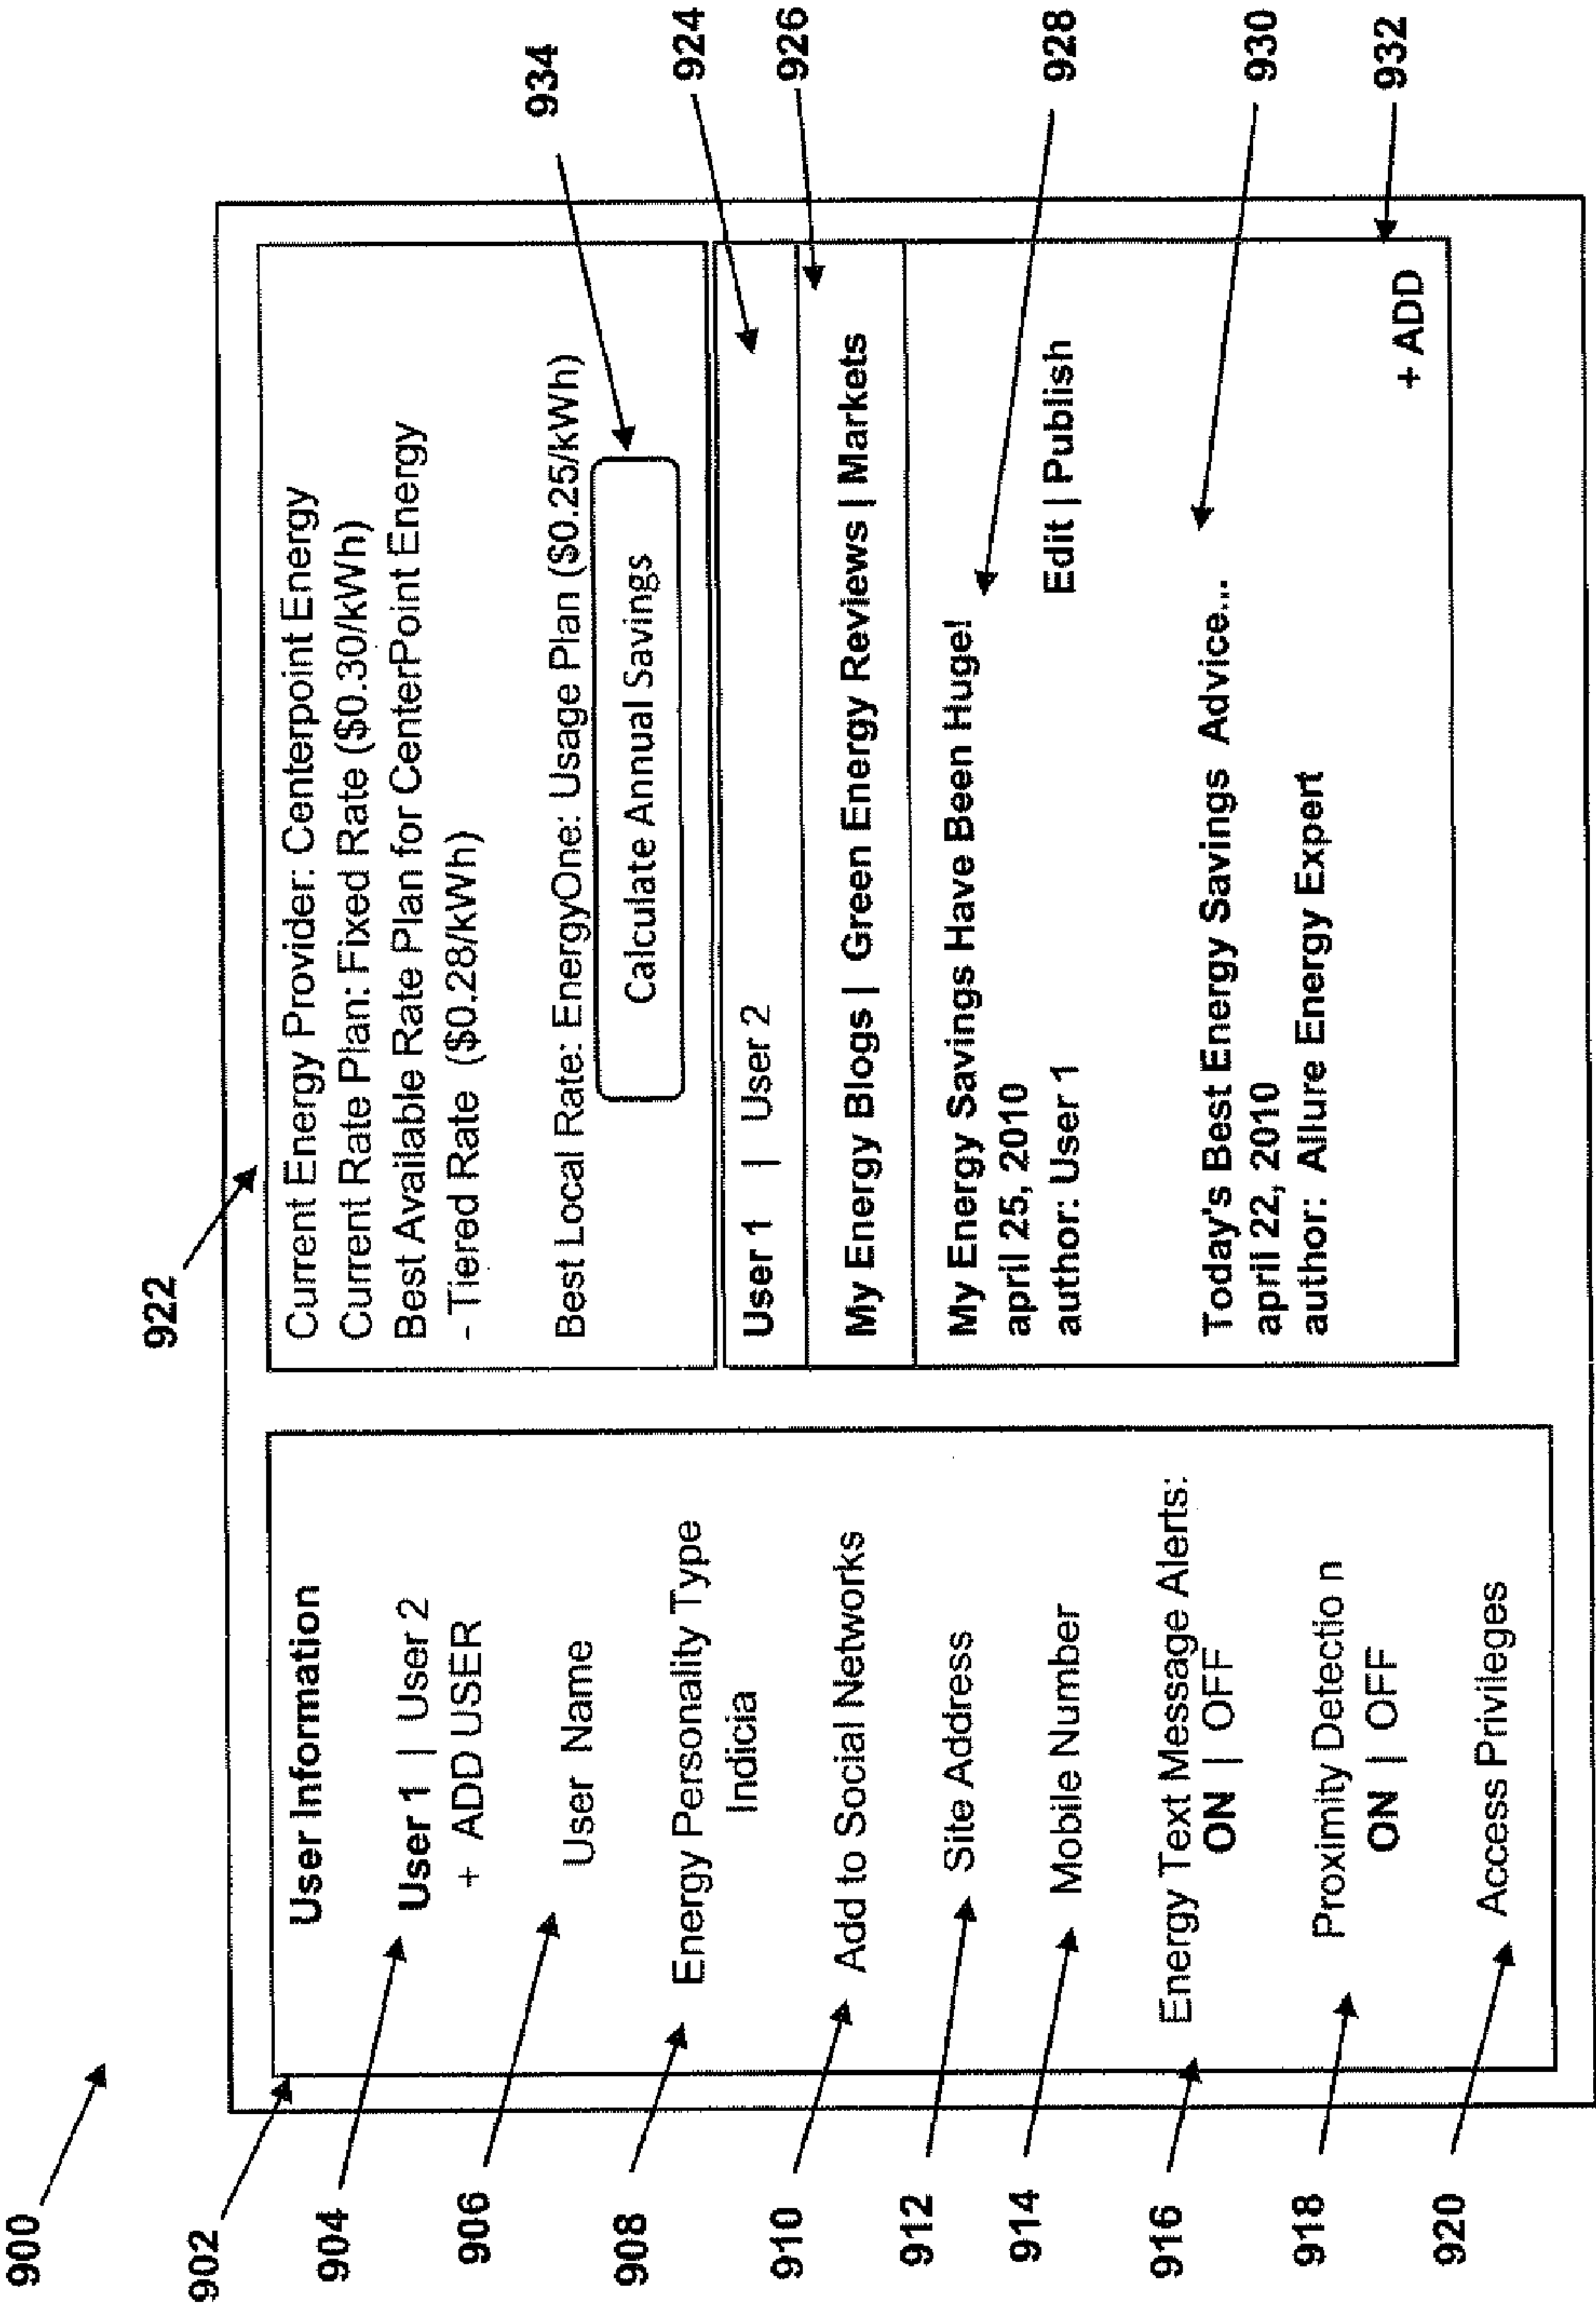 900
902
904
906
908
910
912
914
916
918
920
User Information
User 1 | User 2
+ ADD USER
User Name
Energy Personality Type
Indicia
Add to Social Networks
Site Address
Mobile Number
Energy Text Message Alerts:
ON | OFF
Proximity Detectio n
ON | OFF
Access Privileges
922
Current Energy Provider: Centerpoint Energy
Current Rate Plan: Fixed Rate ($0.30/kWh)
Best Available Rate Plan for CenterPoint Energy
- Tiered Rate ($0.28/kWh)
Best Local Rate: EnergyOne: Usage Plan ($0.25/kWh)
Calculate Annual Savings
User 1 | User 2
My Energy Blogs | Green Energy Reviews | Markets
My Energy Savings Have Been Huge!
april 25, 2010
author: User 1
Edit | Publish
Today's Best Energy Savings Advice...
april 22, 2010
author: Allure Energy Expert
+ ADD
934
924
926
928
930
932